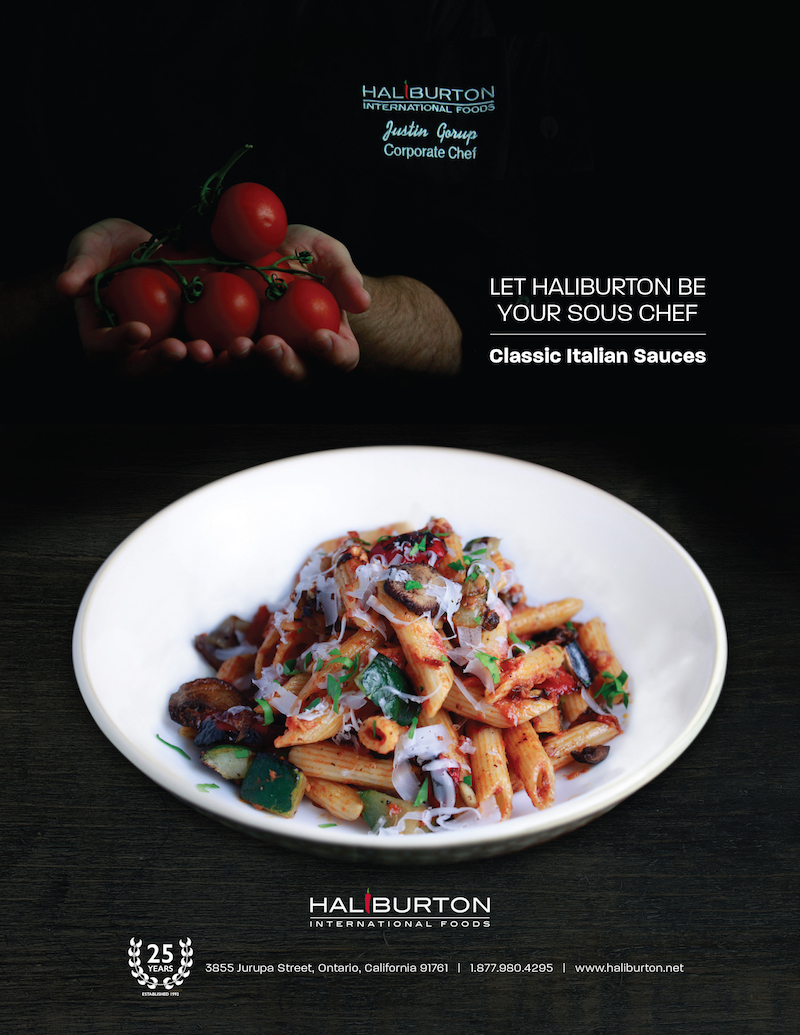 HALIBURTON
INTERNATIONAL FOODS
Justin Gorup
Corporate Chef
LET HALIBURTON BE
YOUR SOUS CHEF
Classic Italian Sauces
HALIBURTON
INTERNATIONAL FOODS
25
YEARS
ESTABLISHED 1992
3855 Jurupa Street, Ontario, California 91761 | 1.877.980.4295 | www.haliburton.net